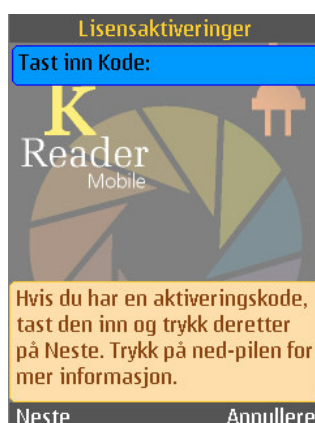 Lisensaktiveringer
Tast inn Kode:
K
Reader
Mobile
Hvis du har en aktiveringskode,
tast den inn og trykk deretter
på Neste. Trykk på ned-pilen for
mer informasjon.
Neste Annullere